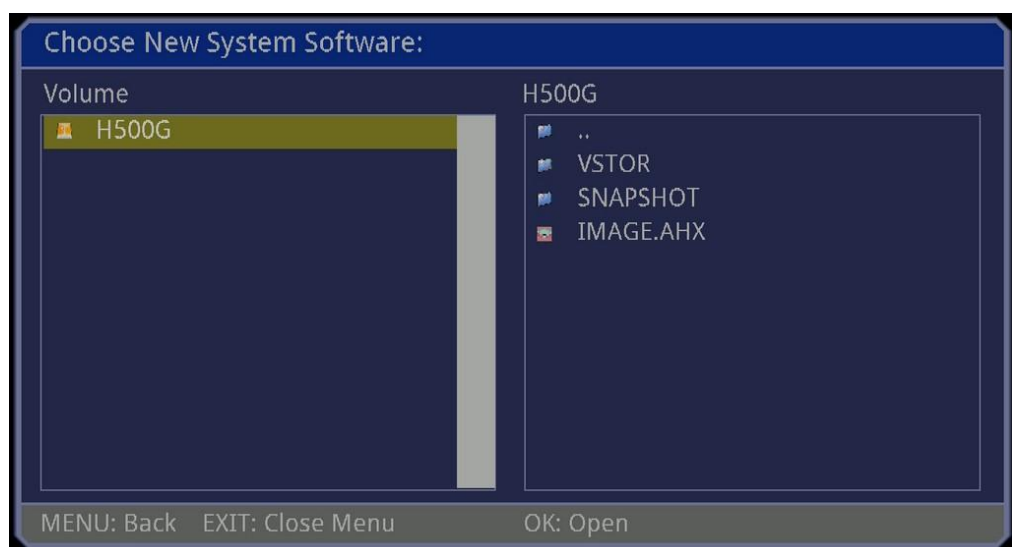 Choose New System Software:
Volume
H500G
H500G
..
VSTOR
SNAPSHOT
IMAGE.AHX
MENU: Back EXIT: Close Menu OK: Open